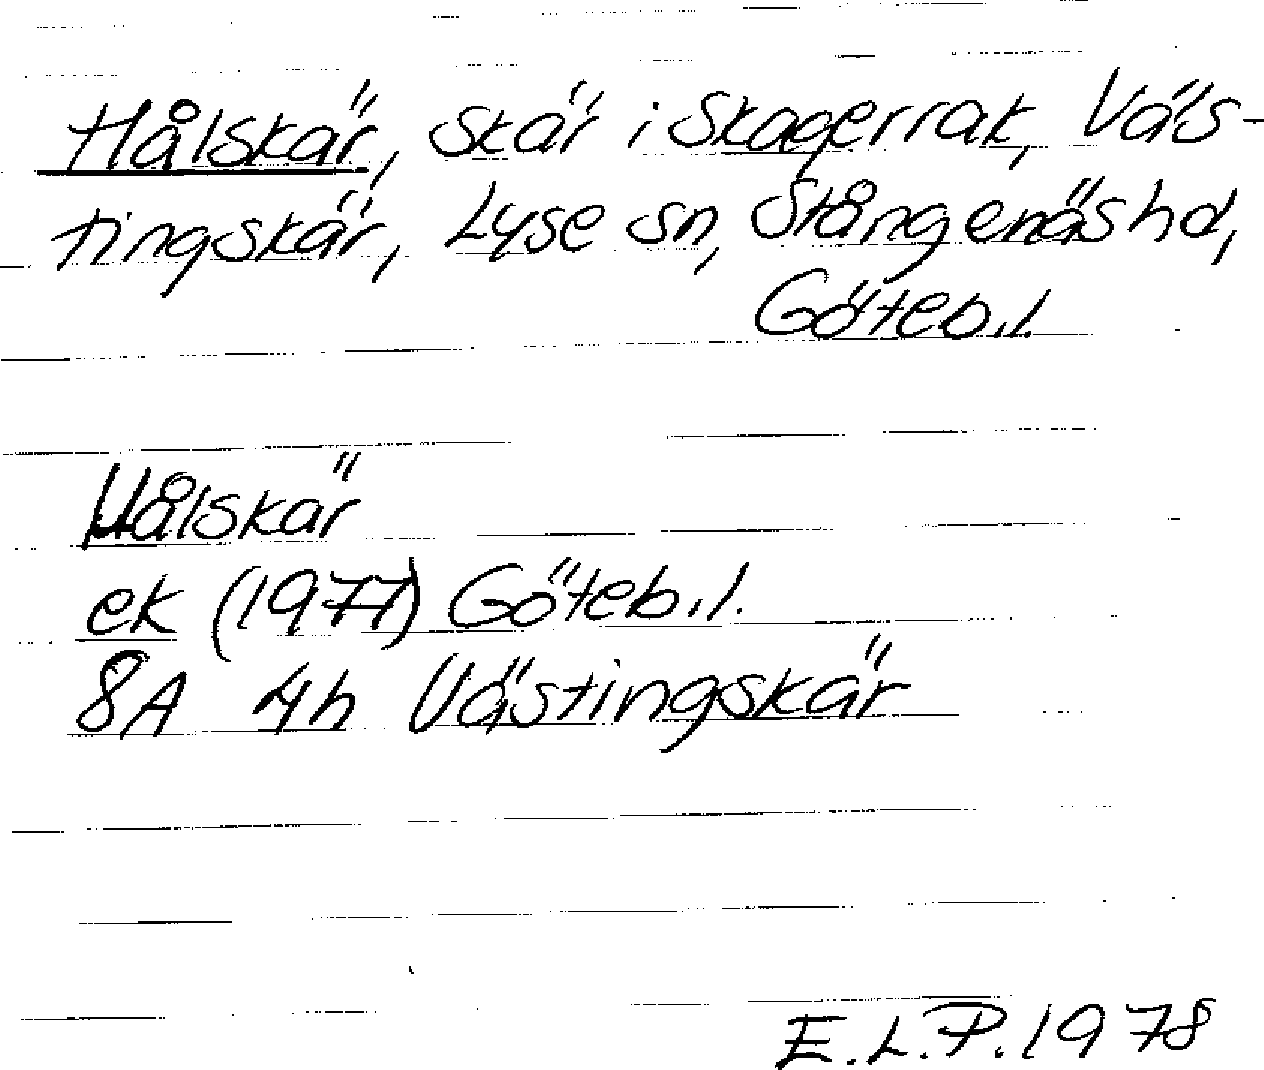 Hålskär, skär i Skagerrak, Väs-
tingskär, Lyse sn, Stångenäs hd,
Göteb.l.
Hålskär
ek (1977) Göteb.l.
8A 4h Västingskär
E.L.P. 1978